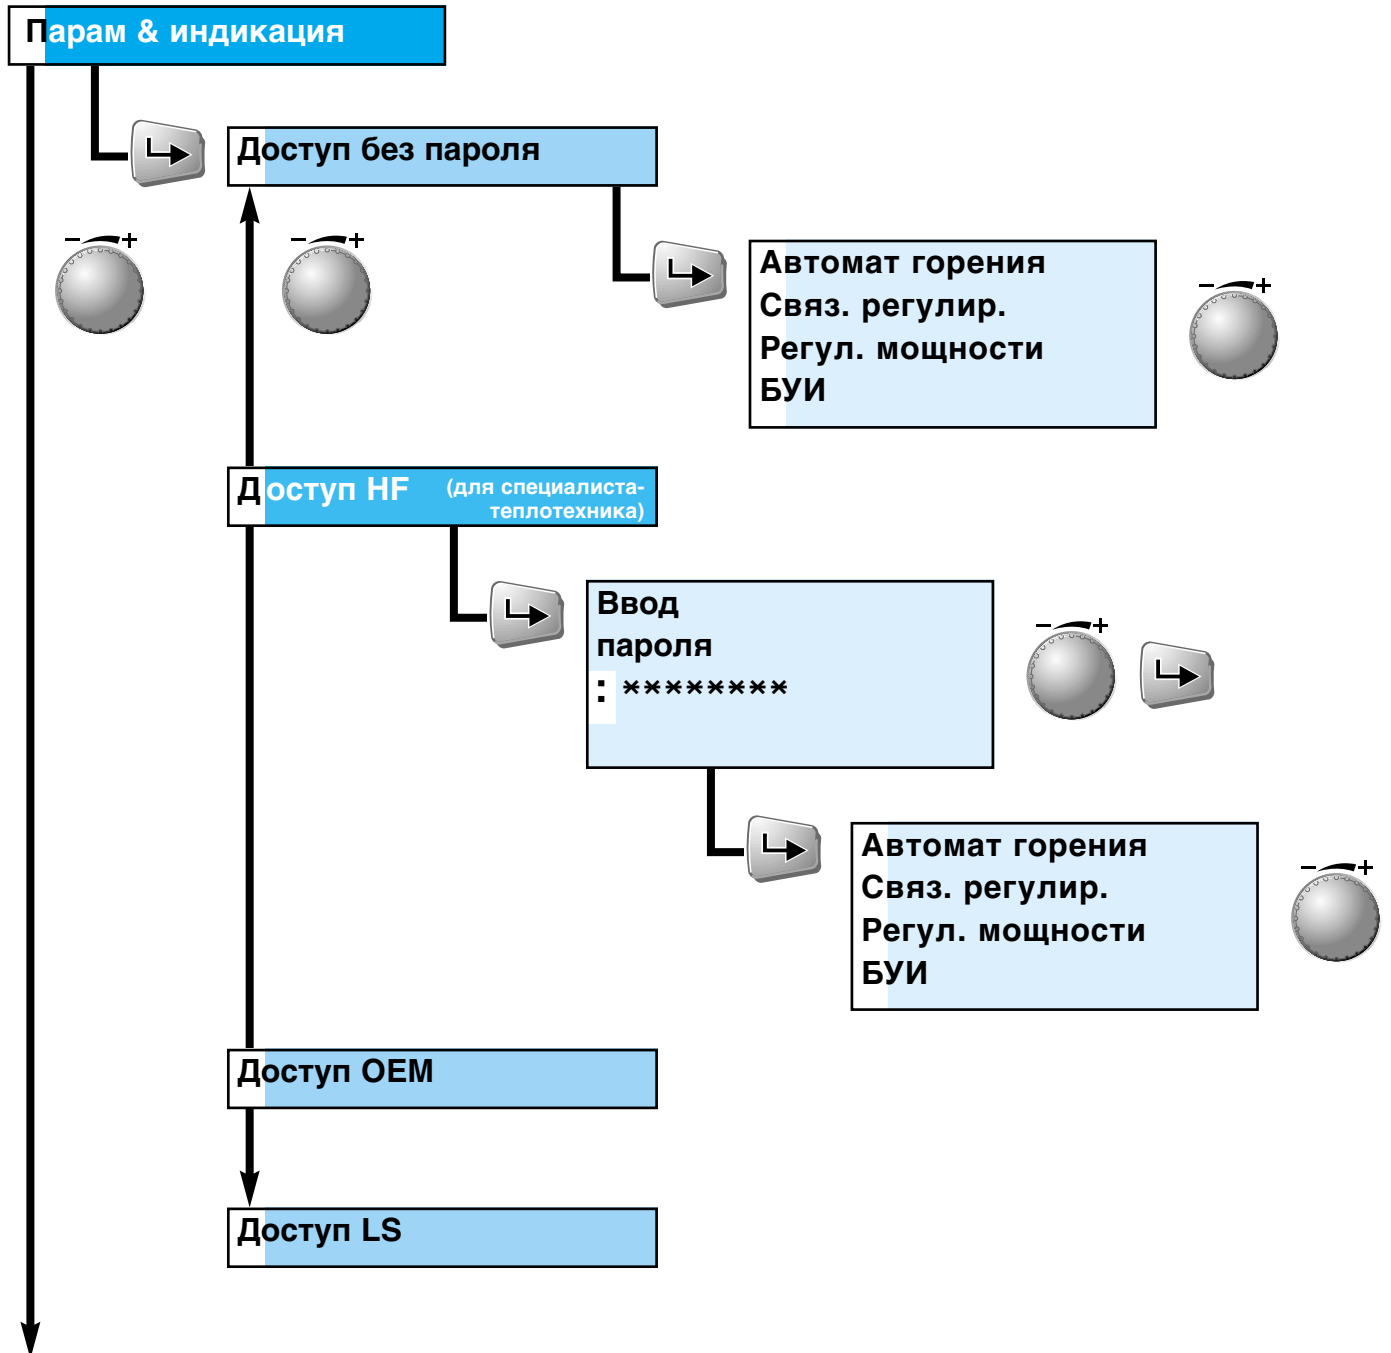 Парам & индикация
Доступ без пароля
- +
- +
Автомат горения
Связ. регулир.
Регул. мощности
БУИ
- +
Доступ HF (для специалиста-
теплотехника)
Ввод
пароля
: ********
- +
Автомат горения
Связ. регулир.
Регул. мощности
БУИ
- +
Доступ OEM
Доступ LS